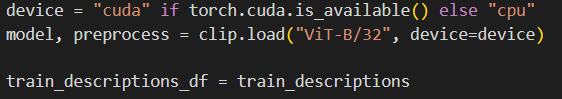 device = "cuda" if torch.cuda.is_available() else "cpu"
model, preprocess = clip.load("ViT-B/32", device=device)
train_descriptions_df = train_descriptions